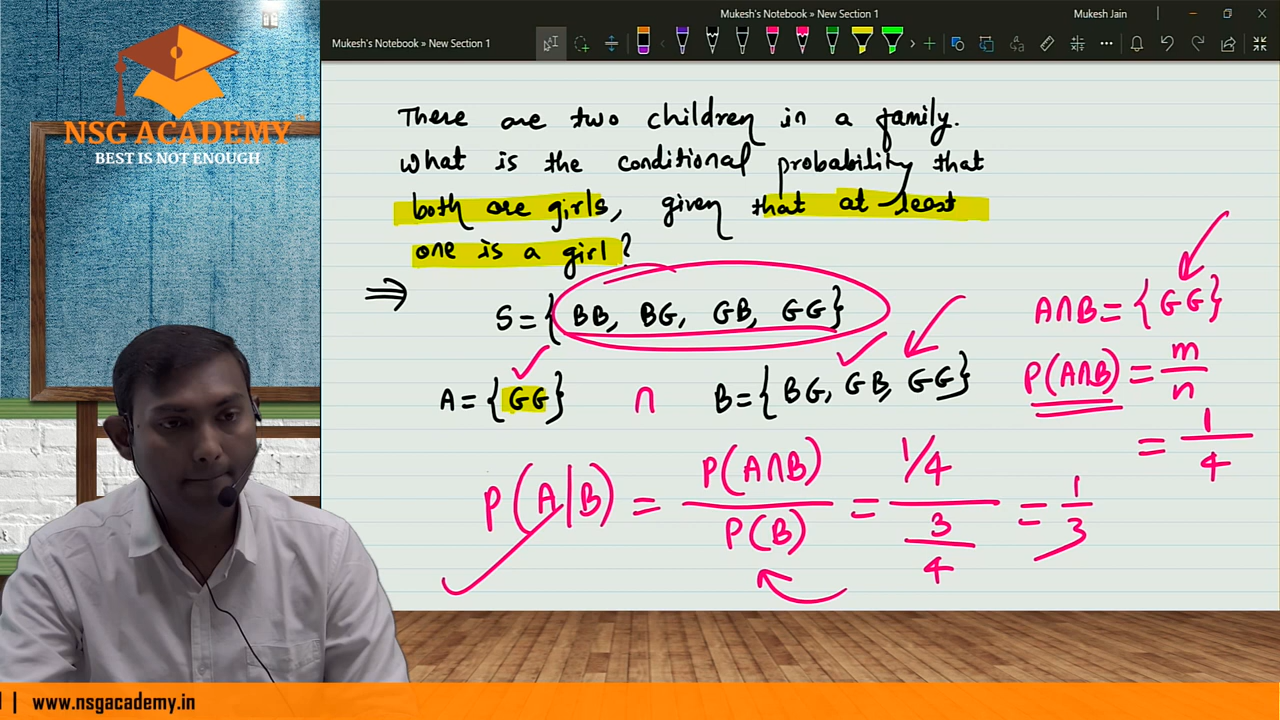 Mukesh's Notebook » New Section 1
Mukesh Jain
Mukesh's Notebook » New Section 1
NSG ACADEMY
BEST IS NOT ENOUGH
There are two children in a family.
What is the conditional probability that
both are girls, given that at least
one is a girl?
⇒
S = { BB, BG, GB, GG}
A = { GG} ∩ B = { BG, GB, GG}
A∩B = { GG}
P(A∩B) = m/n
= 1/4
P(A|B) = P(A∩B)/P(B) = (1/4)/(3/4) = 1/3
| www.nsgacademy.in